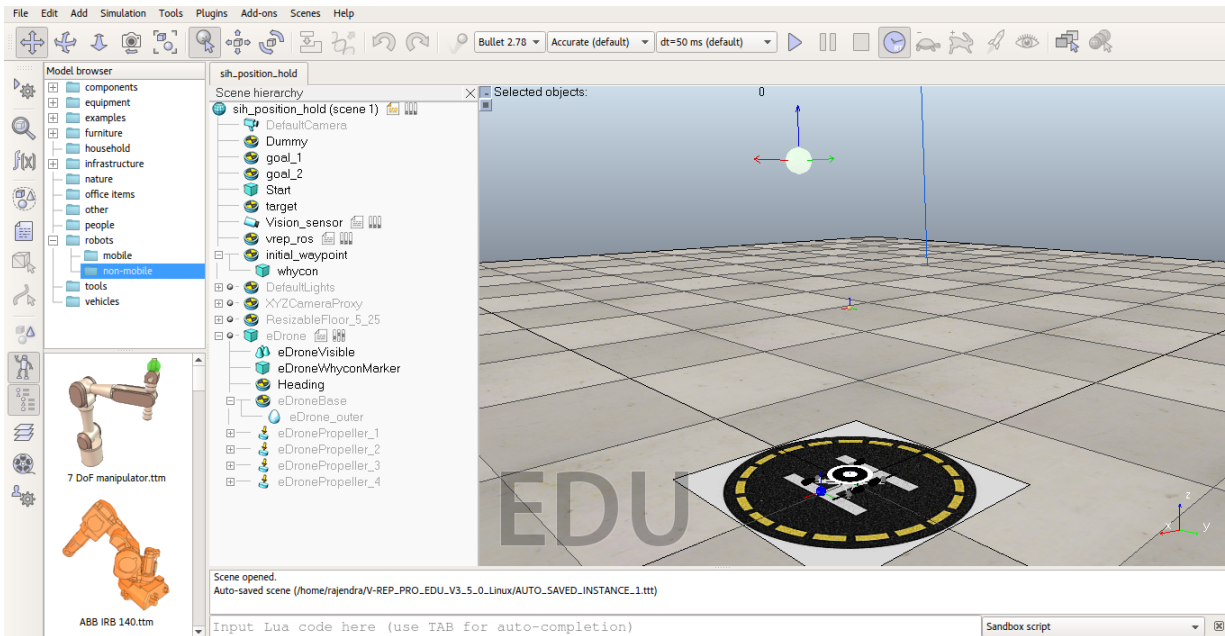 File Edit Add Simulation Tools Plugins Add-ons Scenes Help
Bullet 2.78 Accurate (default) dt=50 ms (default)
Model browser
components
equipment
examples
furniture
household
infrastructure
nature
office items
other
people
robots
mobile
non-mobile
tools
vehicles
7 DoF manipulator.ttm
ABB IRB 140.ttm
sih_position_hold
Scene hierarchy
sih_position_hold (scene 1)
DefaultCamera
Dummy
goal_1
goal_2
Start
target
Vision_sensor
vrep_ros
initial_waypoint
whycon
DefaultLights
XYZCameraProxy
ResizableFloor_5_25
eDrone
eDroneVisible
eDroneWhyconMarker
Heading
eDroneBase
eDrone_outer
eDronePropeller_1
eDronePropeller_2
eDronePropeller_3
eDronePropeller_4
Selected objects: 0
1
H
EDU
z
x y
Scene opened.
Auto-saved scene (/home/rajendra/V-REP_PRO_EDU_V3_5_0_Linux/AUTO_SAVED_INSTANCE_1.ttt)
Input Lua code here (use TAB for auto-completion) Sandbox script